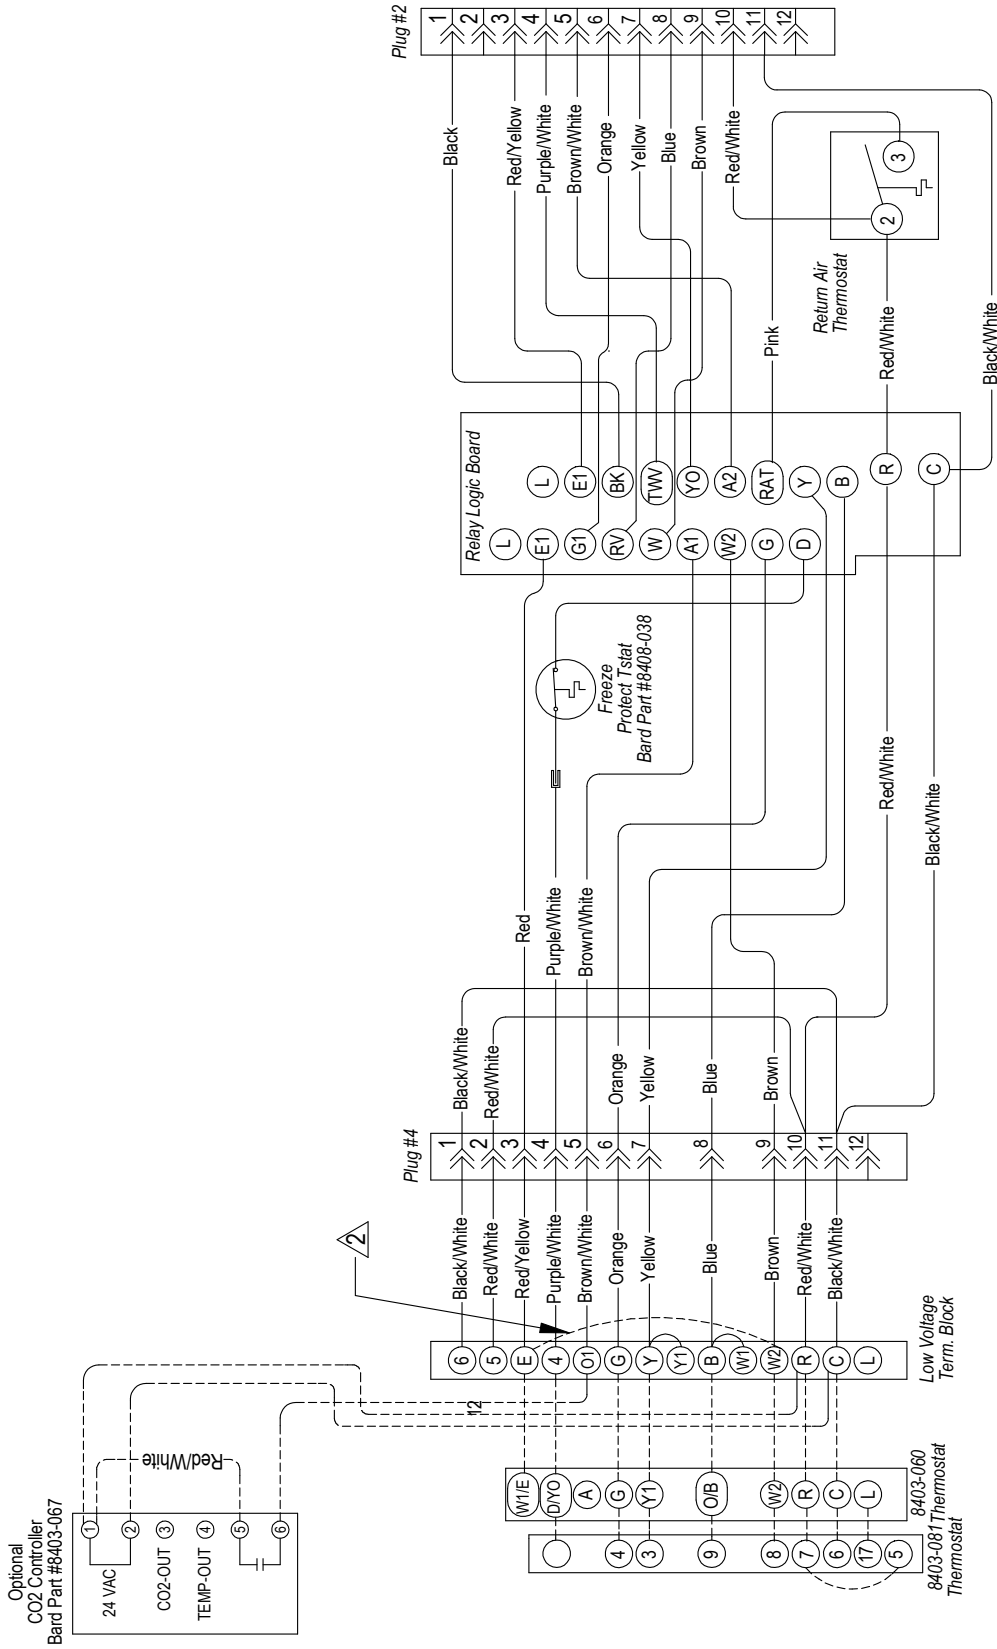 Optional
CO2 Controller
Bard Part #8403-067
24 VAC
CO2-OUT
TEMP-OUT
1
2
3
4
5
6
Red/White
12
8403-081
Thermostat
4
3
9
8
7
6
17
5
8403-060
Thermostat
W1/E
D/YO
A
G
Y1
O/B
W2
R
C
L
Low Voltage
Term. Block
6
5
E
4
O1
G
Y
Y1
B
W1
W2
R
C
L
2
Black/White
Red/White
Red/Yellow
Purple/White
Brown/White
Orange
Yellow
Blue
Brown
Red/White
Black/White
Plug #4
1
2
3
4
5
6
7
8
9
10
11
12
Black/White
Red/White
Red
Purple/White
Brown/White
Orange
Yellow
Blue
Brown
Red/White
Black/White
Freeze
Protect Tstat
Bard Part #8408-038
Relay Logic Board
L
E1
G1
RV
W
A1
W2
G
D
L
E1
BK
TWV
YO
A2
RAT
Y
B
R
C
Return Air
Thermostat
2
3
Pink
Red/White
Black/White
Black
Red/Yellow
Purple/White
Brown/White
Orange
Yellow
Blue
Brown
Red/White
Plug #2
1
2
3
4
5
6
7
8
9
10
11
12